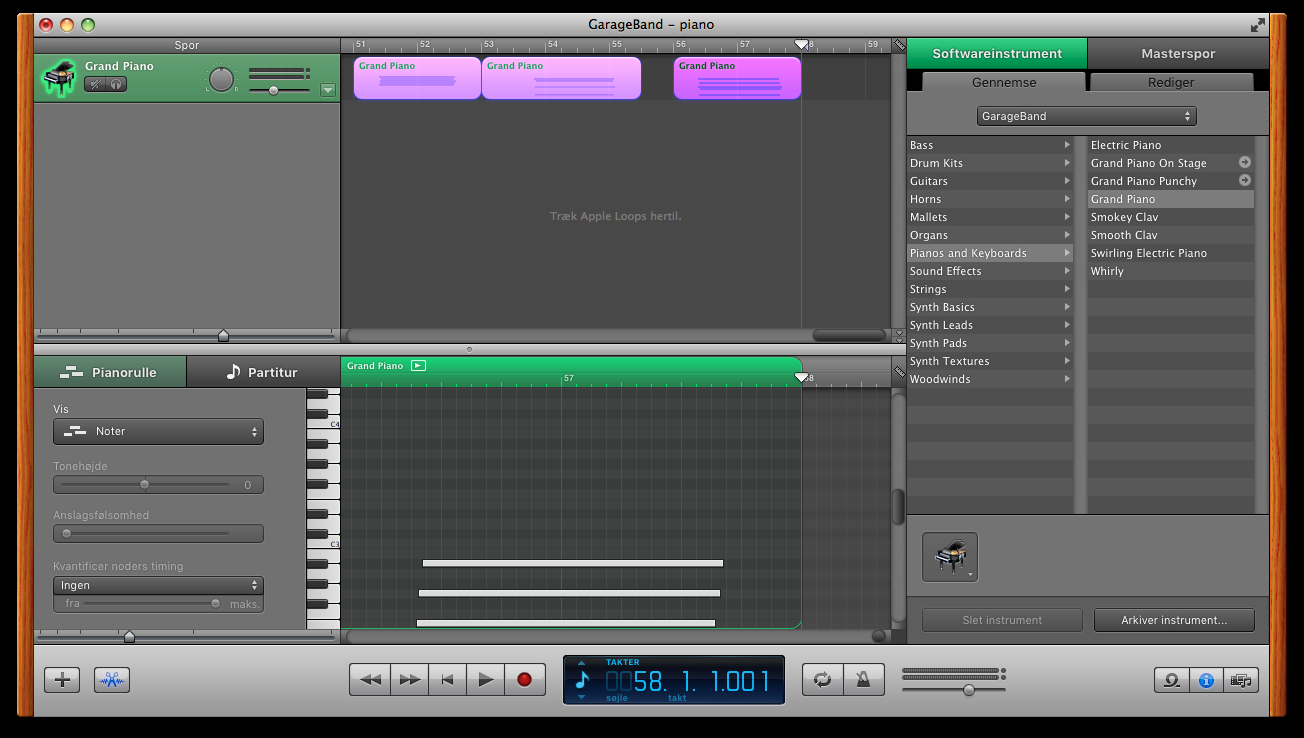 GarageBand – piano
Spor
51 52 53 54 55 56 57 58 59
Grand Piano
L R
Grand Piano
Grand Piano
Grand Piano
Træk Apple Loops hertil.
Softwareinstrument
Masterspor
Gennemse
Rediger
GarageBand
Bass
Drum Kits
Guitars
Horns
Mallets
Organs
Pianos and Keyboards
Sound Effects
Strings
Synth Basics
Synth Leads
Synth Pads
Synth Textures
Woodwinds
Electric Piano
Grand Piano On Stage
Grand Piano Punchy
Grand Piano
Smokey Clav
Smooth Clav
Swirling Electric Piano
Whirly
Pianorulle
Partitur
Grand Piano
57 58
Vis
Noter
Tonehøjde
0
Anslagsfølsomhed
Kvantificer noders timing
Ingen
fra
maks.
C4
C3
Slet instrument
Arkiver instrument...
TAKTER
0058. 1. 1.001
søjle
takt